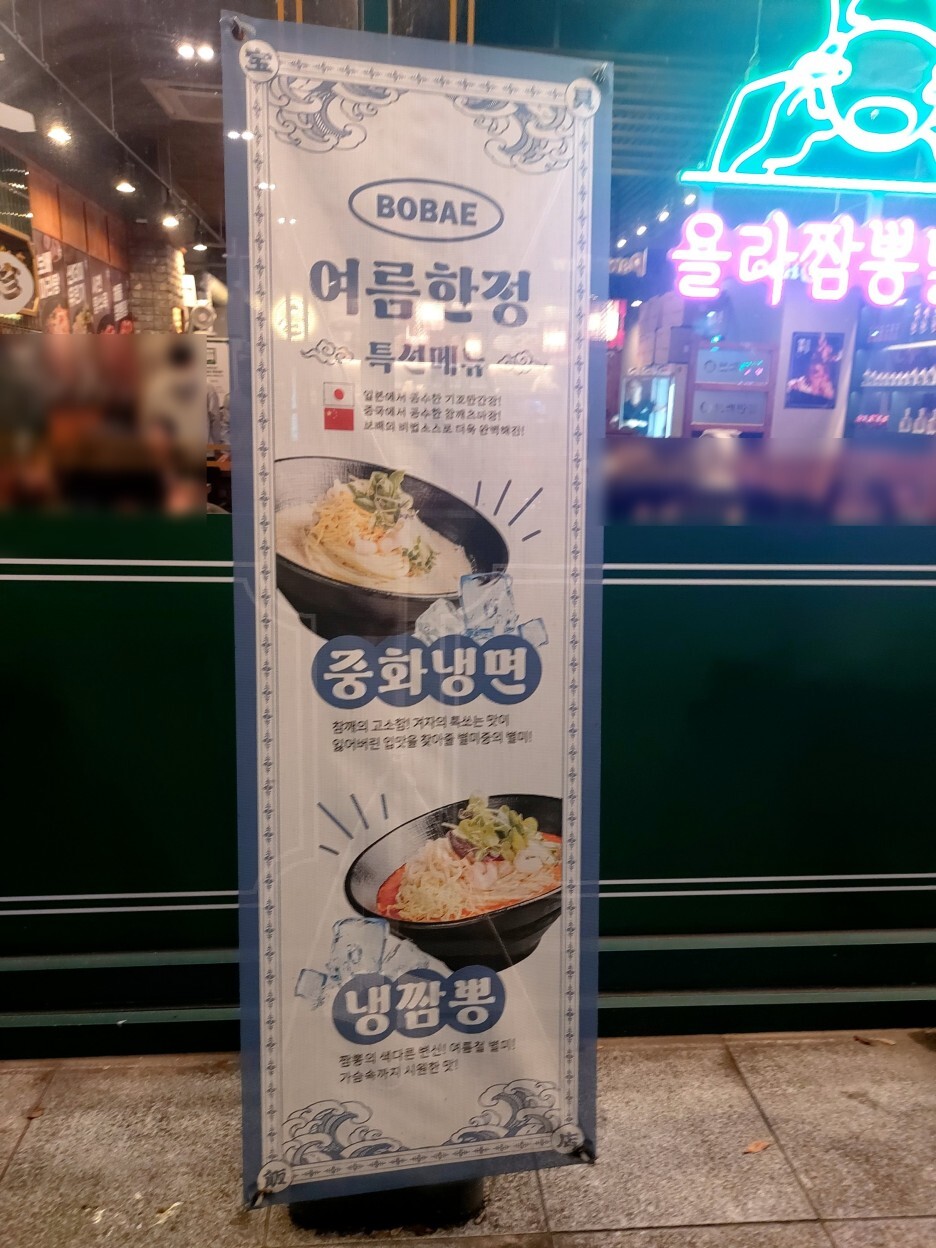 宝
貝
BOBAE
여름한정
특선메뉴
일본에서 공수한 기꼬만간장!
중국에서 공수한 참깨즈마장!
보배의 비법소스로 더욱 완벽해짐!
중화냉면
참깨의 고소함! 겨자의 톡쏘는 맛이
잃어버린 입맛을 찾아줄 별미중의 별미!
냉짬뽕
짬뽕의 색다른 변신! 여름철 별미!
가슴속까지 시원한 맛!
飯
店
욜라짬뽕